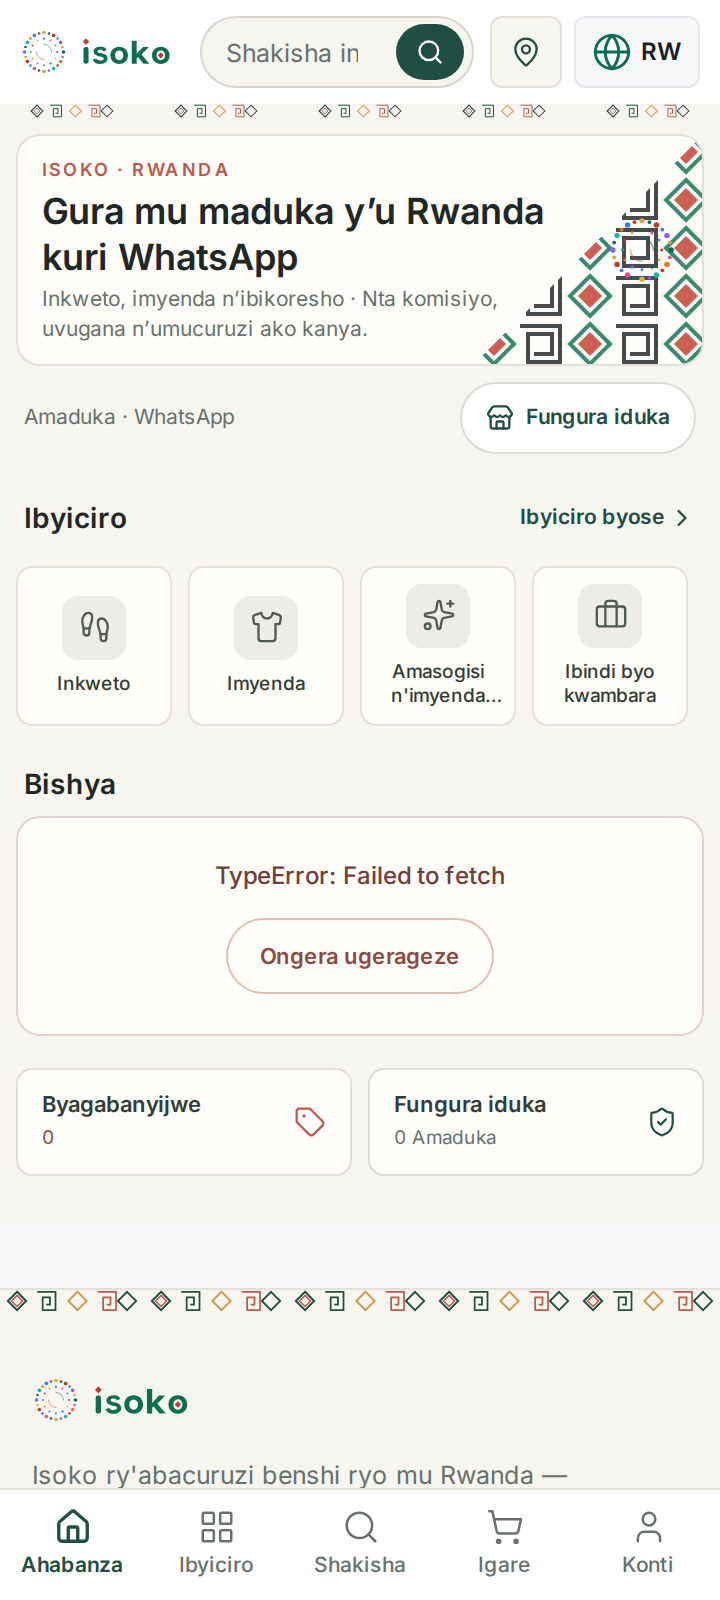 isoko
Shakisha in
RW
ISOKO · RWANDA
Gura mu maduka y’u Rwanda
kuri WhatsApp
Inkweto, imyenda n’ibikoresho · Nta komisiyo,
uvugana n’umucuruzi ako kanya.
Amaduka · WhatsApp
Fungura iduka
Ibyiciro
Ibyiciro byose
Inkweto
Imyenda
Amasogisi
n'imyenda...
Ibindi byo
kwambara
Bishya
TypeError: Failed to fetch
Ongera ugerageze
Byagabanyijwe
0
Fungura iduka
0 Amaduka
isoko
Isoko ry'abacuruzi benshi ryo mu Rwanda —
Ahabanza
Ibyiciro
Shakisha
Igare
Konti